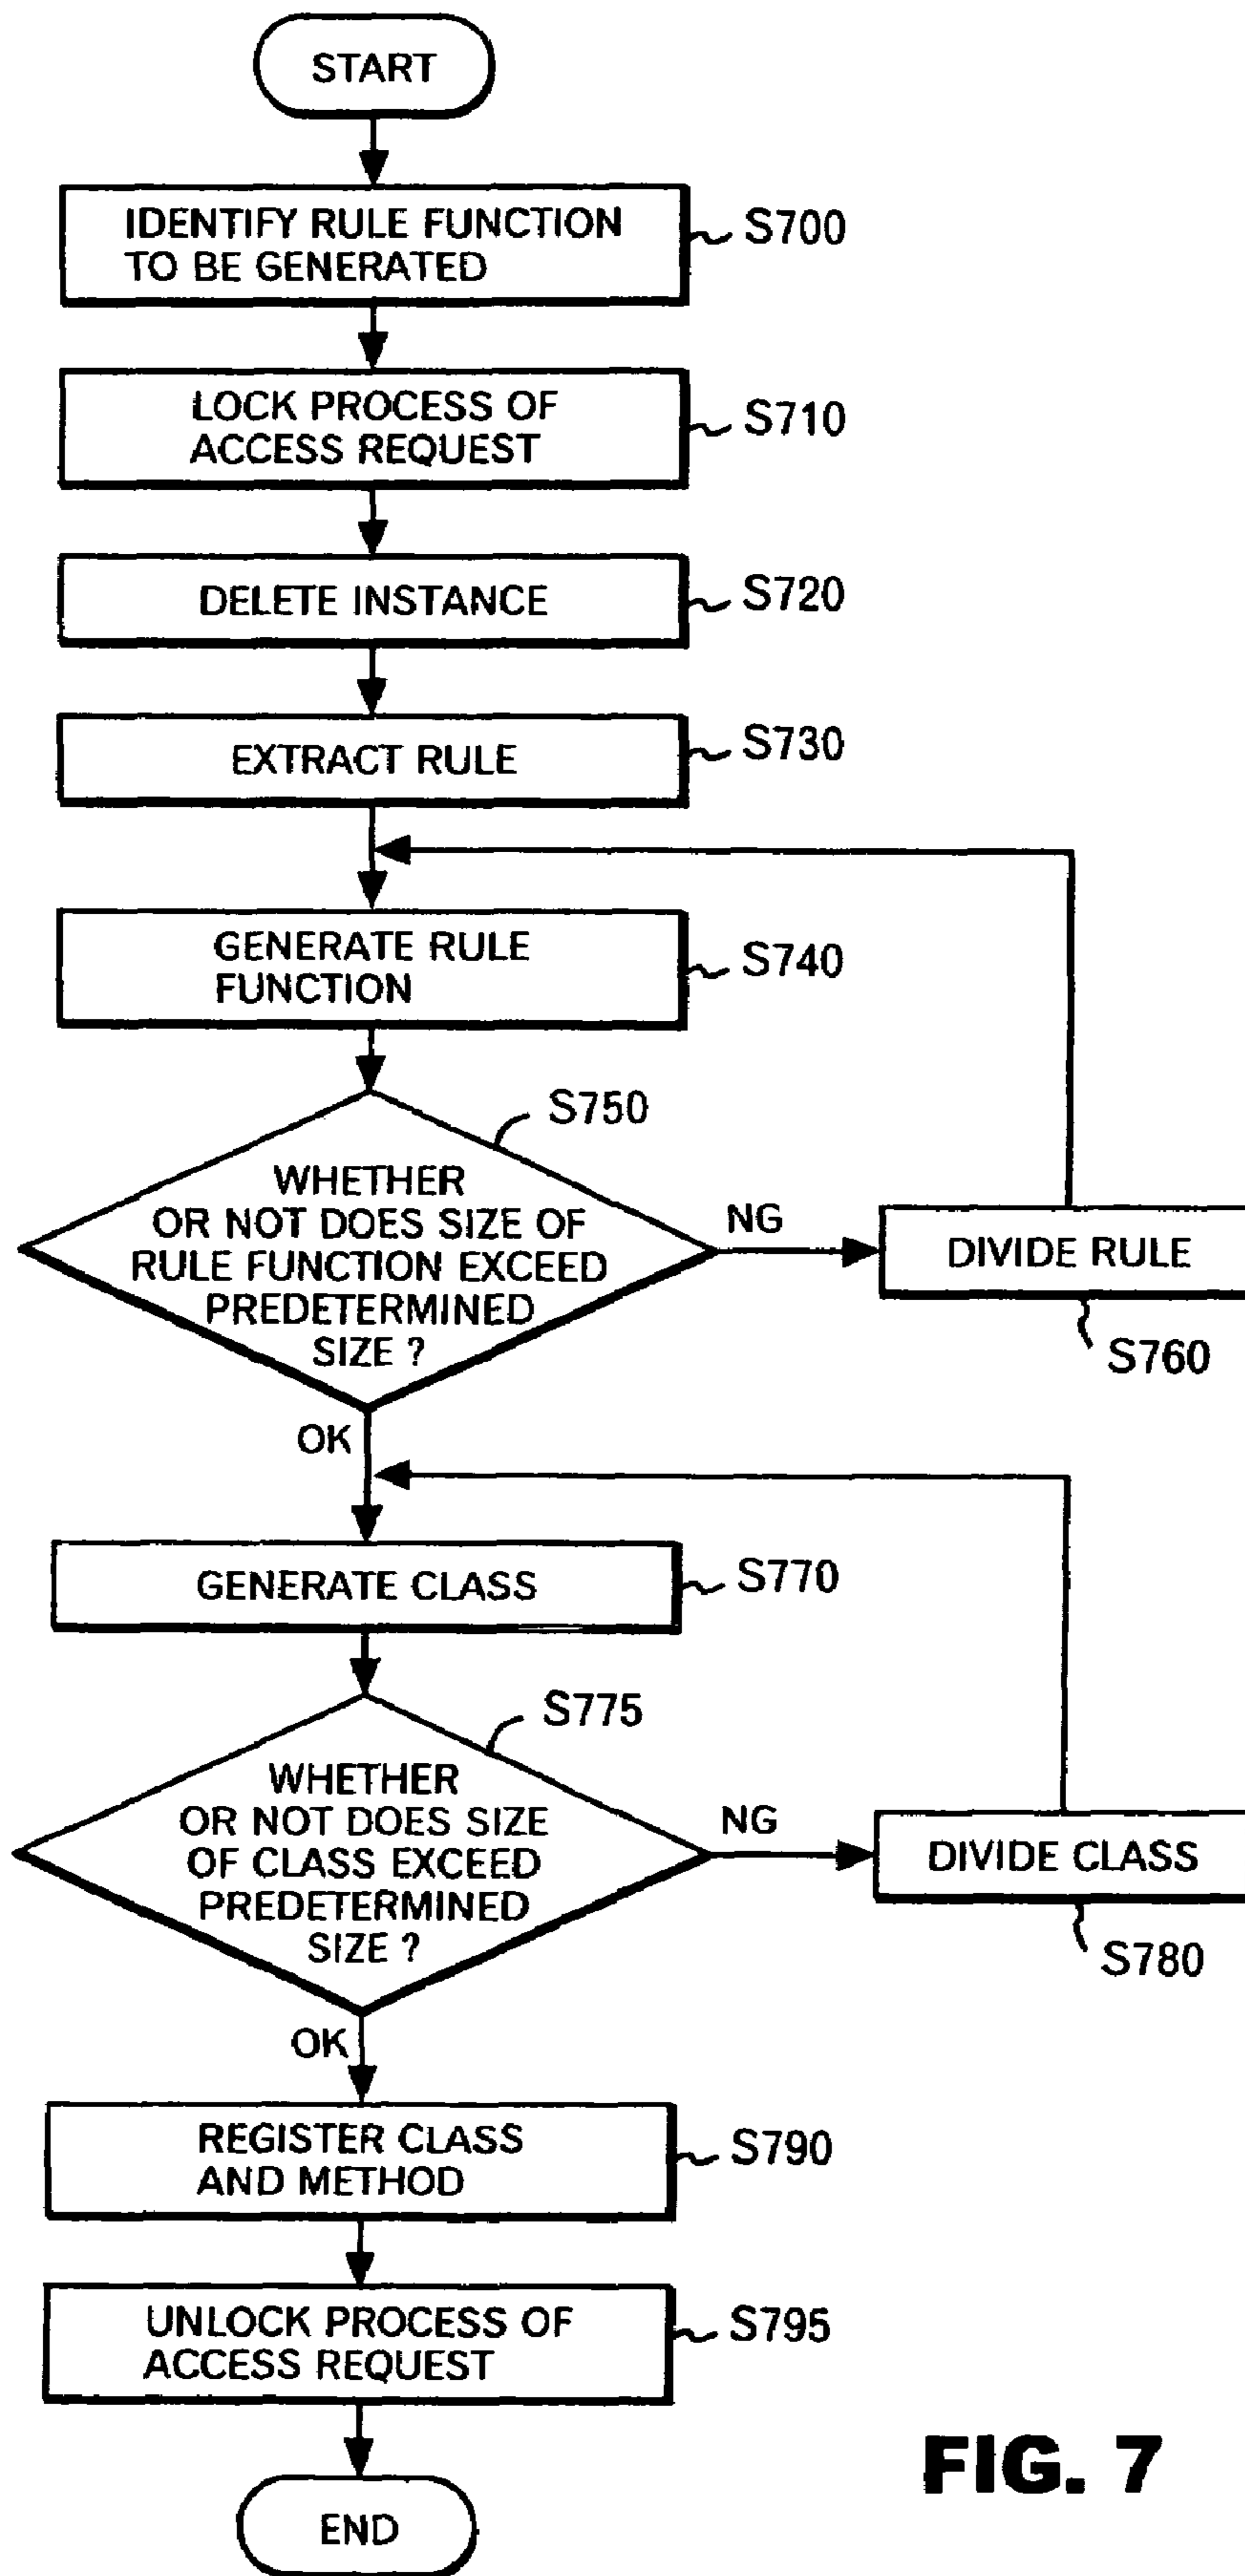 START
IDENTIFY RULE FUNCTION
TO BE GENERATED
S700
LOCK PROCESS OF
ACCESS REQUEST
S710
DELETE INSTANCE
S720
EXTRACT RULE
S730
GENERATE RULE
FUNCTION
S740
S750
WHETHER
OR NOT DOES SIZE OF
RULE FUNCTION EXCEED
PREDETERMINED
SIZE ?
NG
DIVIDE RULE
S760
OK
GENERATE CLASS
S770
S775
WHETHER
OR NOT DOES SIZE
OF CLASS EXCEED
PREDETERMINED
SIZE ?
NG
DIVIDE CLASS
S780
OK
REGISTER CLASS
AND METHOD
S790
UNLOCK PROCESS OF
ACCESS REQUEST
S795
END
FIG. 7